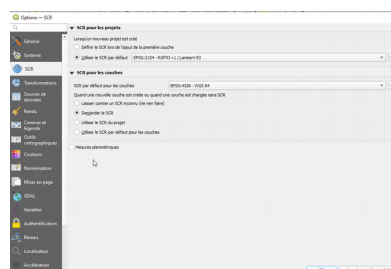 Options — SCR
Général
Système
SCR
Transformations
Sources de données
Rendu
Canevas et légende
Outils cartographiques
Couleurs
Numérisation
Mises en page
GDAL
Variables
Authentification
Réseau
Localisateur
Accélération
SCR pour les projets
Lorsqu'un nouveau projet est créé
Définir le SCR lors de l'ajout de la première couche
Utiliser le SCR par défaut
EPSG:2154 - RGF93 v1 / Lambert-93
SCR pour les couches
SCR par défaut pour les couches
EPSG:4326 - WGS 84
Quand une nouvelle couche est créée ou quand une couche est chargée sans SCR
Laisser comme un SCR inconnu (ne rien faire)
Demander le SCR
Utiliser le SCR du projet
Utiliser le SCR par défaut pour les couches
Mesures planimétriques